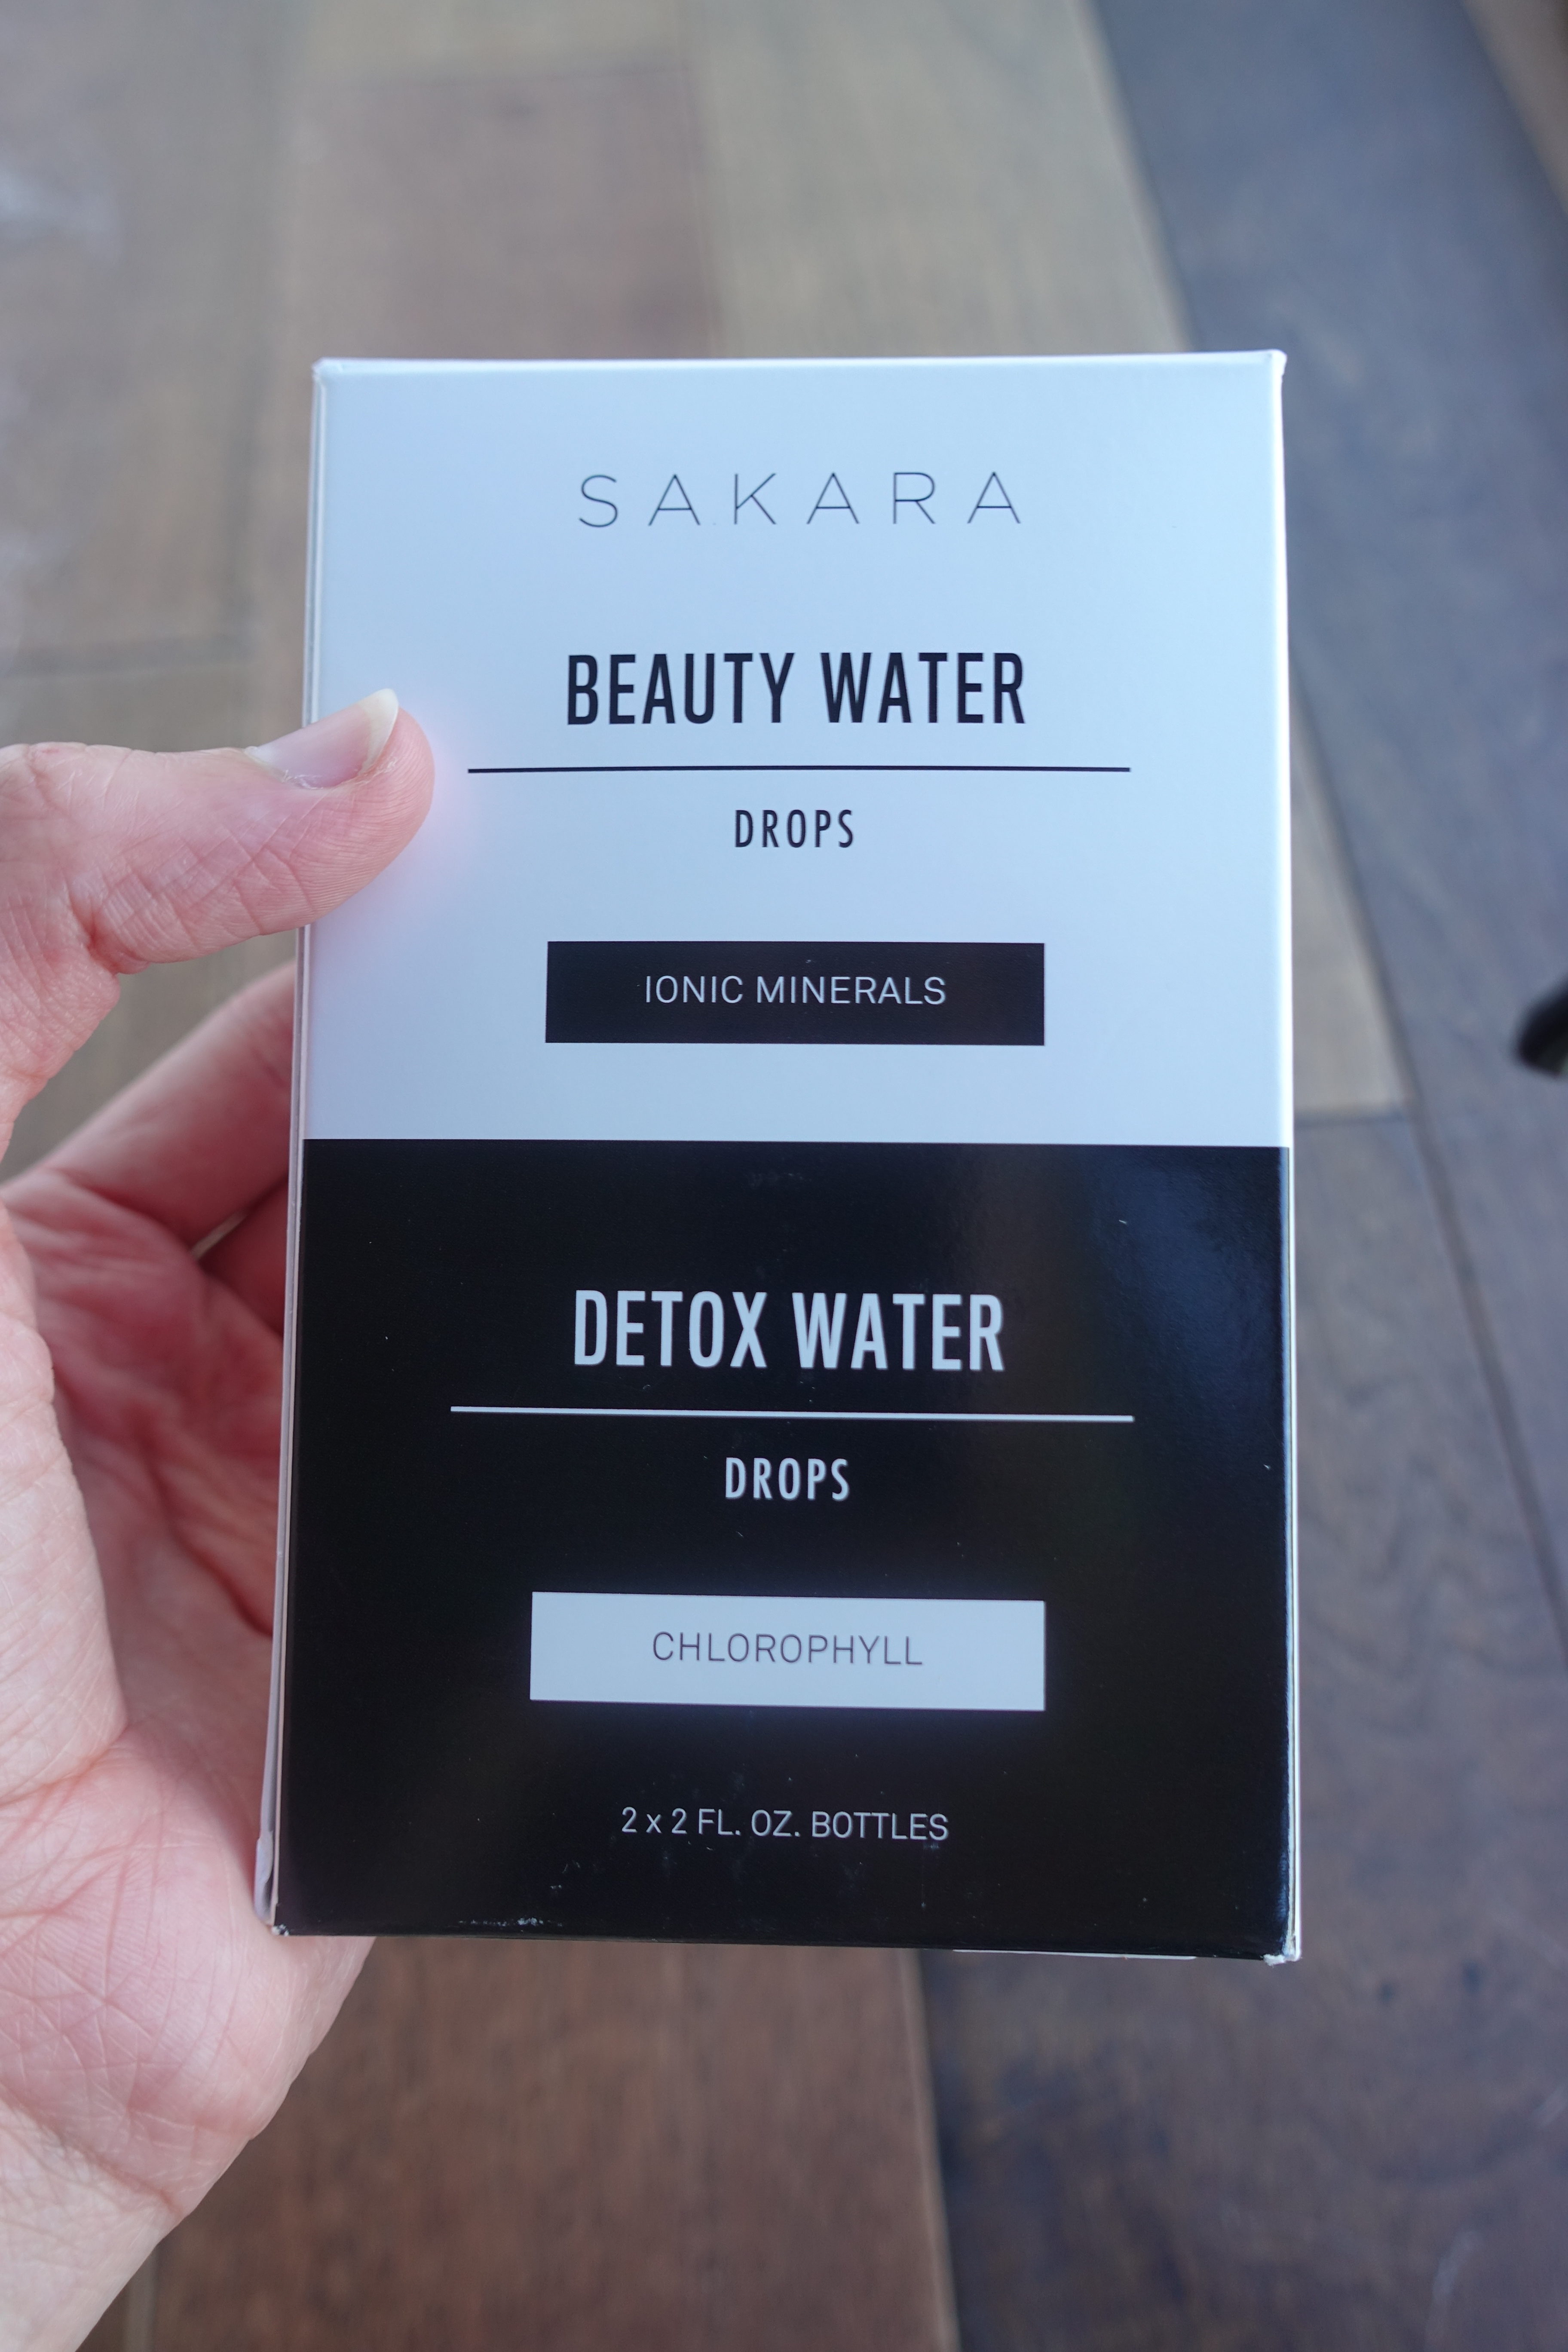 SAKARA
BEAUTY WATER
DROPS
IONIC MINERALS
DETOX WATER
DROPS
CHLOROPHYLL
2 x 2 FL. OZ. BOTTLES